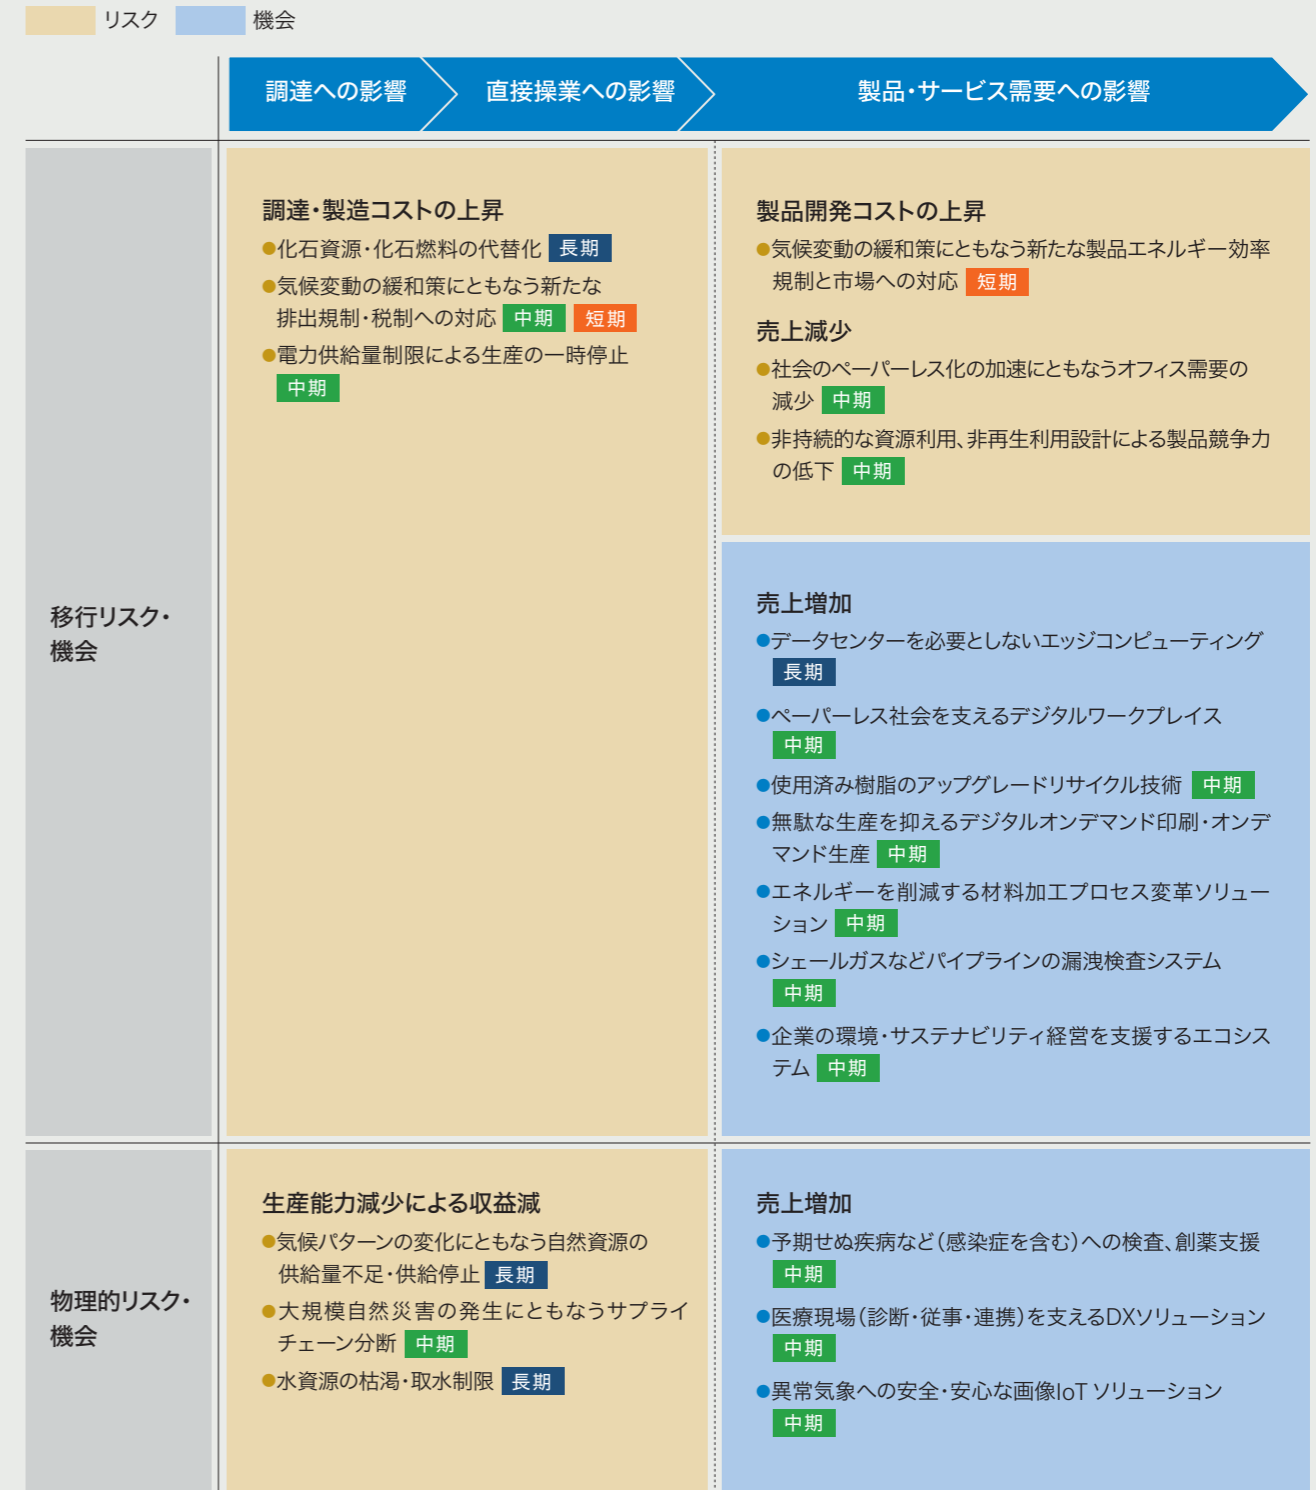 リスク
機会
調達への影響
直接操業への影響
製品・サービス需要への影響
移行リスク・
機会
調達・製造コストの上昇
●化石資源・化石燃料の代替化 長期
●気候変動の緩和策にともなう新たな
排出規制・税制への対応 中期 短期
●電力供給量制限による生産の一時停止
中期
製品開発コストの上昇
●気候変動の緩和策にともなう新たな製品エネルギー効率
規制と市場への対応 短期
売上減少
●社会のペーパーレス化の加速にともなうオフィス需要の
減少 中期
●非持続的な資源利用、非再生利用設計による製品競争力
の低下 中期
売上増加
●データセンターを必要としないエッジコンピューティング
長期
●ペーパーレス社会を支えるデジタルワークプレイス
中期
●使用済み樹脂のアップグレードリサイクル技術 中期
●無駄な生産を抑えるデジタルオンデマンド印刷・オンデ
マンド生産 中期
●エネルギーを削減する材料加工プロセス変革ソリュー
ション 中期
●シェールガスなどパイプラインの漏洩検査システム
中期
●企業の環境・サステナビリティ経営を支援するエコシス
テム 中期
物理的リスク・
機会
生産能力減少による収益減
●気候パターンの変化にともなう自然資源の
供給量不足・供給停止 長期
●大規模自然災害の発生にともなうサプライ
チェーン分断 中期
●水資源の枯渇・取水制限 長期
売上増加
●予期せぬ疾病など（感染症を含む）への検査、創薬支援
中期
●医療現場（診断・従事・連携）を支えるDXソリューション
中期
●異常気象への安全・安心な画像IoT ソリューション
中期